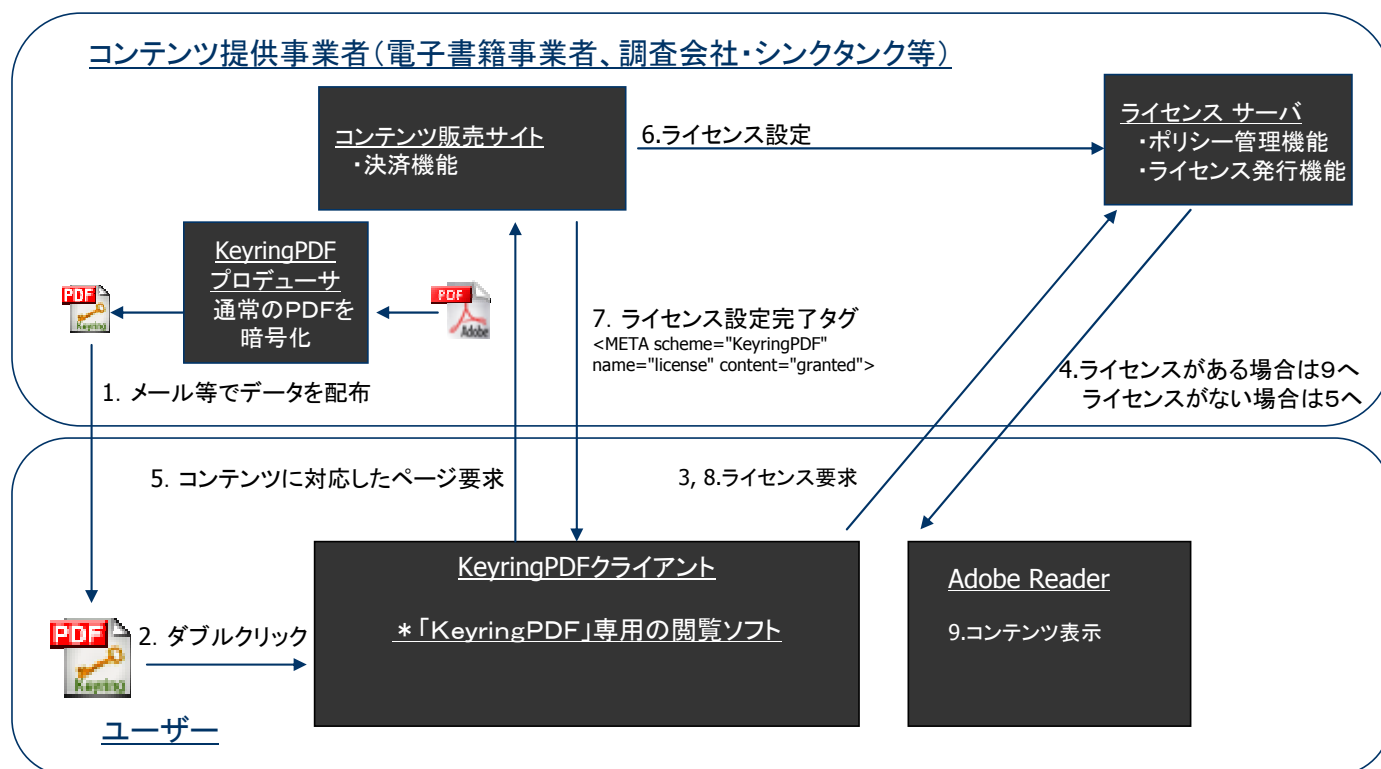 コンテンツ提供事業者（電子書籍事業者、調査会社・シンクタンク等）
コンテンツ販売サイト
・決済機能
6.ライセンス設定
ライセンス サーバ
・ポリシー管理機能
・ライセンス発行機能
KeyringPDF
プロデューサ
通常のＰＤＦを
暗号化
PDF
Keyring
PDF
Adobe
7. ライセンス設定完了タグ
<META scheme="KeyringPDF"
name="license" content="granted">
4.ライセンスがある場合は９へ
ライセンスがない場合は５へ
1. メール等でデータを配布
5. コンテンツに対応したページ要求
3, 8.ライセンス要求
KeyringPDFクライアント
＊「ＫｅｙｒｉｎｇＰＤＦ」専用の閲覧ソフト
Adobe Reader
9.コンテンツ表示
PDF
Keyring
2. ダブルクリック
ユーザー